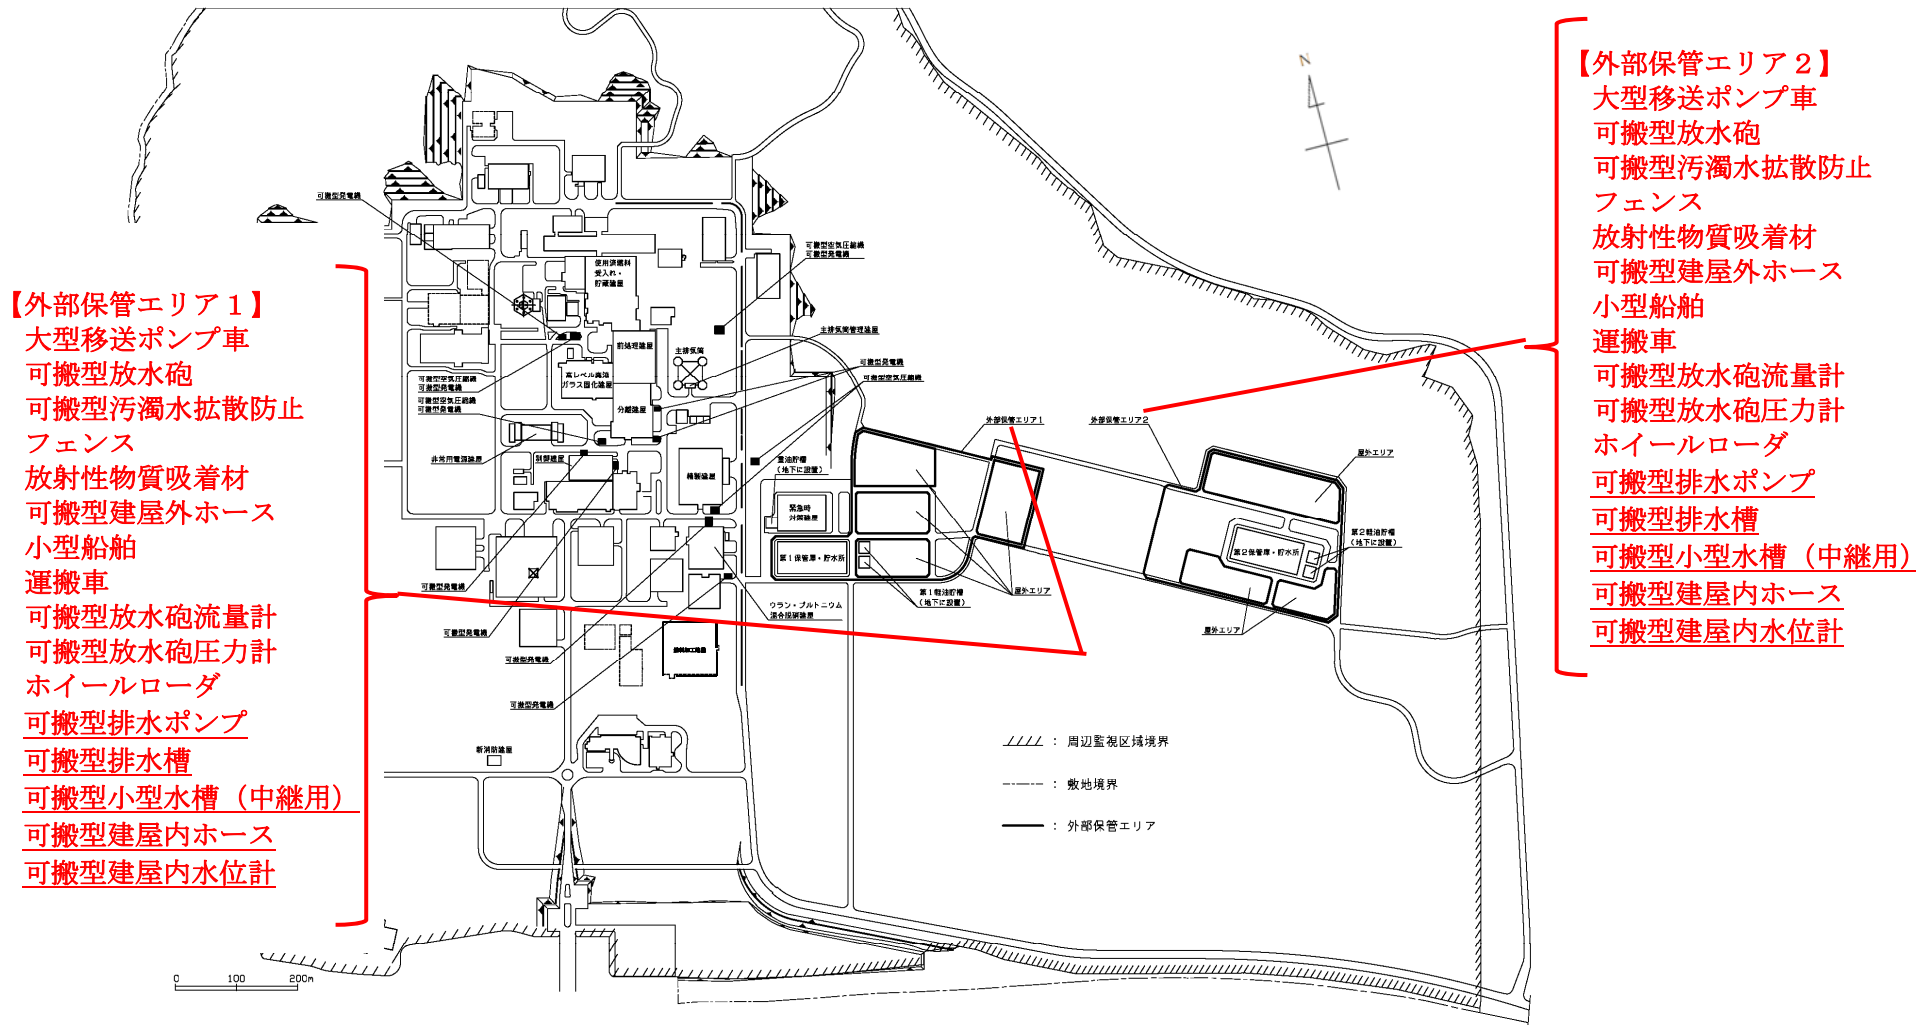 【外部保管エリア１】
大型移送ポンプ車
可搬型放水砲
可搬型汚濁水拡散防止
フェンス
放射性物質吸着材
可搬型建屋外ホース
小型船舶
運搬車
可搬型放水砲流量計
可搬型放水砲圧力計
ホイールローダ
可搬型排水ポンプ
可搬型排水槽
可搬型小型水槽（中継用）
可搬型建屋内ホース
可搬型建屋内水位計
【外部保管エリア２】
大型移送ポンプ車
可搬型放水砲
可搬型汚濁水拡散防止
フェンス
放射性物質吸着材
可搬型建屋外ホース
小型船舶
運搬車
可搬型放水砲流量計
可搬型放水砲圧力計
ホイールローダ
可搬型排水ポンプ
可搬型排水槽
可搬型小型水槽（中継用）
可搬型建屋内ホース
可搬型建屋内水位計
N
可搬型発電機
可搬型空気圧縮機
可搬型発電機
使用済燃料
受入れ・
貯蔵建屋
主排気筒管理建屋
前処理建屋
主排気筒
可搬型発電機
可搬型空気圧縮機
高レベル廃液
ガラス固化建屋
可搬型空気圧縮機
可搬型発電機
可搬型空気圧縮機
可搬型発電機
分離建屋
外部保管エリア1
外部保管エリア2
非常用電源建屋
制御建屋
精製建屋
重油貯槽
（地下に設置）
屋外エリア
緊急時
対策建屋
第１保管庫・貯水所
第２保管庫・貯水所
第２軽油貯槽
（地下に設置）
可搬型発電機
第１軽油貯槽
（地下に設置）
屋外エリア
ウラン・プルトニウム
混合脱硝建屋
可搬型発電機
屋外エリア
可搬型発電機
燃料加工建屋
可搬型発電機
新消防建屋
：周辺監視区域境界
：敷地境界
：外部保管エリア
0 100 200m